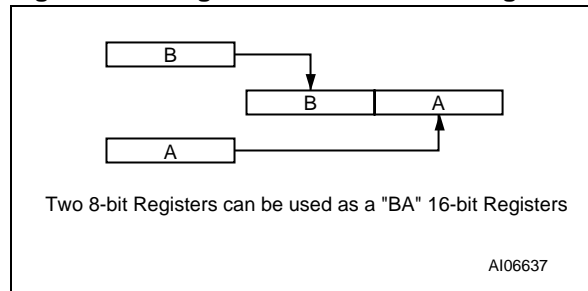 B
B A
A
Two 8-bit Registers can be used as a "BA" 16-bit Registers
AI06637